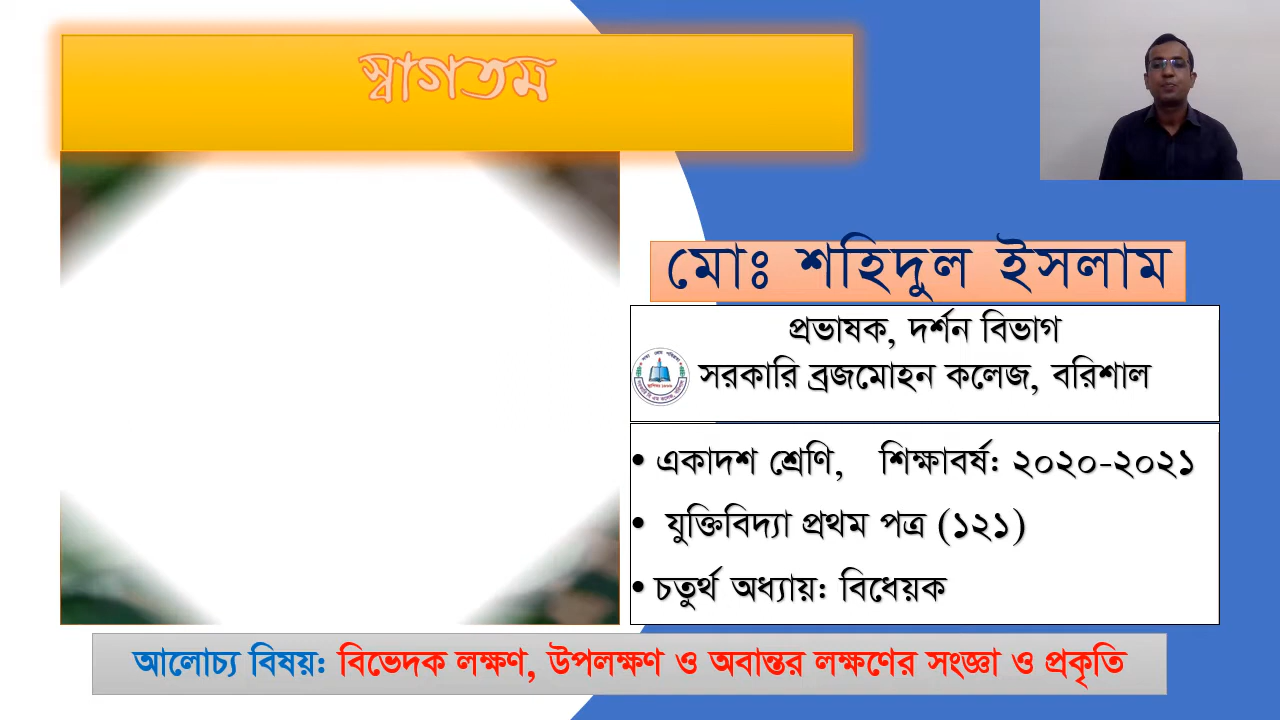 স্বাগতম
মোঃ শহিদুল ইসলাম
প্রভাষক, দর্শন বিভাগ
সরকারি ব্রজমোহন কলেজ, বরিশাল
• একাদশ শ্রেণি, শিক্ষাবর্ষ: ২০২০-২০২১
• যুক্তিবিদ্যা প্রথম পত্র (১২১)
• চতুর্থ অধ্যায়: বিধেয়ক
আলোচ্য বিষয়: বিভেদক লক্ষণ, উপলক্ষণ ও অবান্তর লক্ষণের সংজ্ঞা ও প্রকৃতি